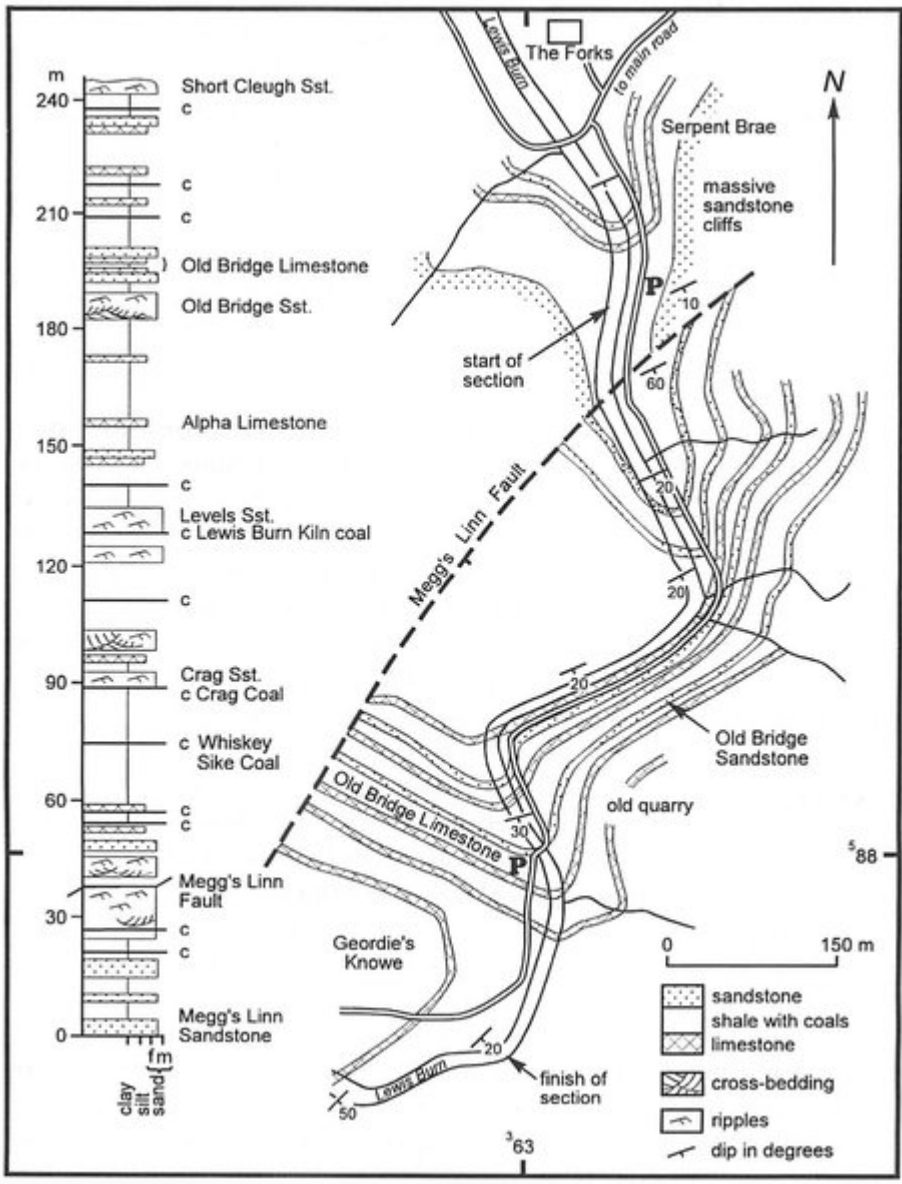 m
240
210
180
150
120
90
60
30
0
Short Cleugh Sst.
c
c
c
Old Bridge Limestone
Old Bridge Sst.
Alpha Limestone
c
Levels Sst.
c Lewis Burn Kiln coal
c
Crag Sst.
c Crag Coal
c Whiskey
Sike Coal
c
c
Megg's Linn
Fault
c
c
Megg's Linn
Sandstone
clay
silt
sand
f m
Lewis Burn
The Forks
to main road
N
Serpent Brae
massive
sandstone
cliffs
P
10
start of
section
60
20
Megg's Linn Fault
20
20
Old Bridge
Sandstone
Old Bridge Limestone
30
old quarry
P
⁵88
Geordie's
Knowe
0 150 m
20
Lewis Burn
50
finish of
section
³63
sandstone
shale with coals
limestone
cross-bedding
ripples
dip in degrees